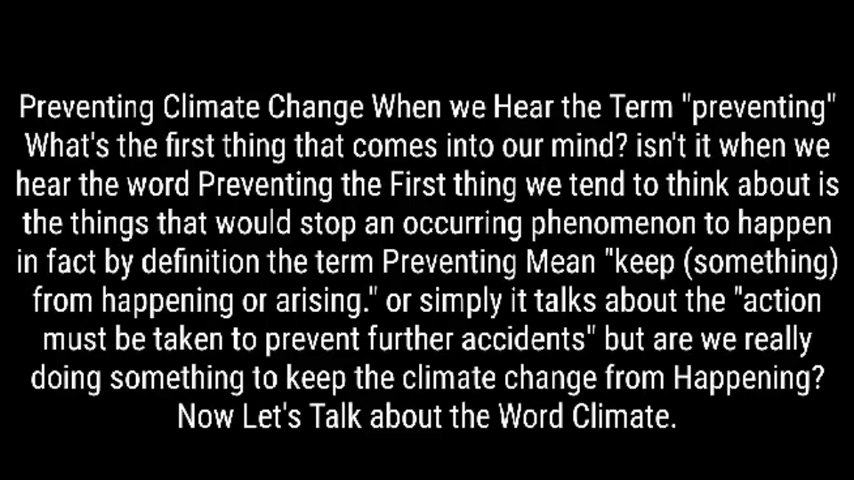 Preventing Climate Change When we Hear the Term "preventing"
What's the first thing that comes into our mind? isn't it when we
hear the word Preventing the First thing we tend to think about is
the things that would stop an occurring phenomenon to happen
in fact by definition the term Preventing Mean "keep (something)
from happening or arising." or simply it talks about the "action
must be taken to prevent further accidents" but are we really
doing something to keep the climate change from Happening?
Now Let's Talk about the Word Climate.